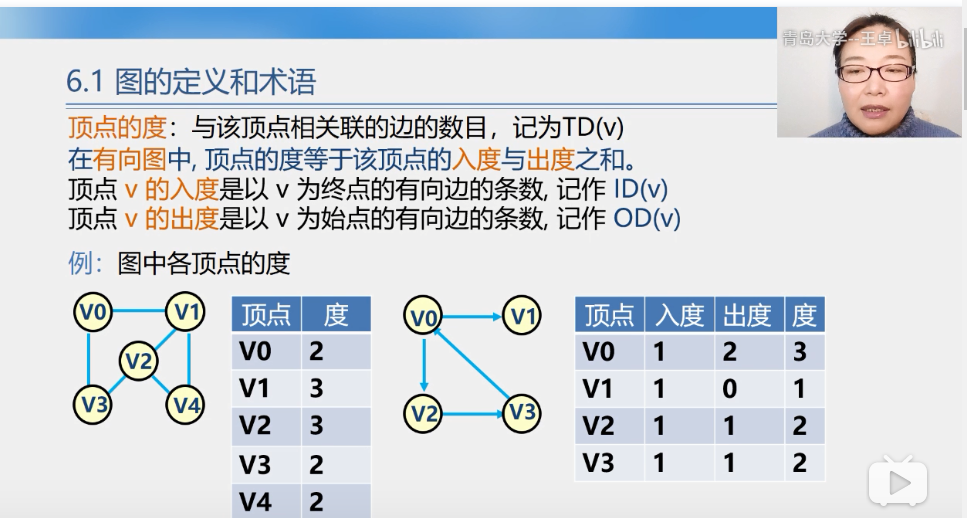 青岛大学--王卓 bilibili
6.1 图的定义和术语
顶点的度：与该顶点相关联的边的数目，记为TD(v)
在有向图中, 顶点的度等于该顶点的入度与出度之和。
顶点 v 的入度是以 v 为终点的有向边的条数, 记作 ID(v)
顶点 v 的出度是以 v 为始点的有向边的条数, 记作 OD(v)
例：图中各顶点的度
V0 V1
V2
V3 V4
顶点 度
V0 2
V1 3
V2 3
V3 2
V4 2
V0 V1
V2 V3
顶点 入度 出度 度
V0 1 2 3
V1 1 0 1
V2 1 1 2
V3 1 1 2